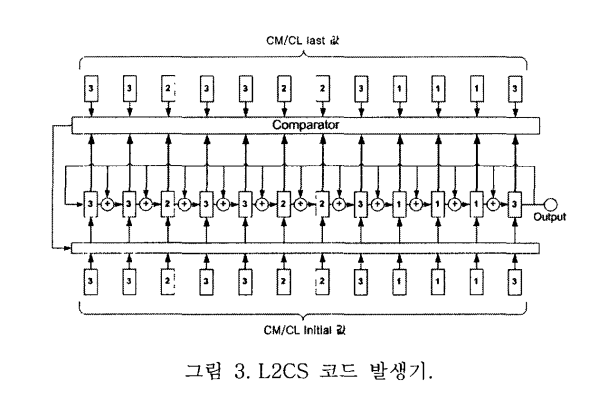 CM/CL last 값
3 3 2 3 3 2 2 3 1 1 1 3
Comparator
3 + 3 + 2 + 3 + 3 + 2 + 2 + 3 + 1 + 1 + 1 + 3
Output
3 3 2 3 3 2 2 3 1 1 1 3
CM/CL Initial 값
그림 3. L2CS 코드 발생기.